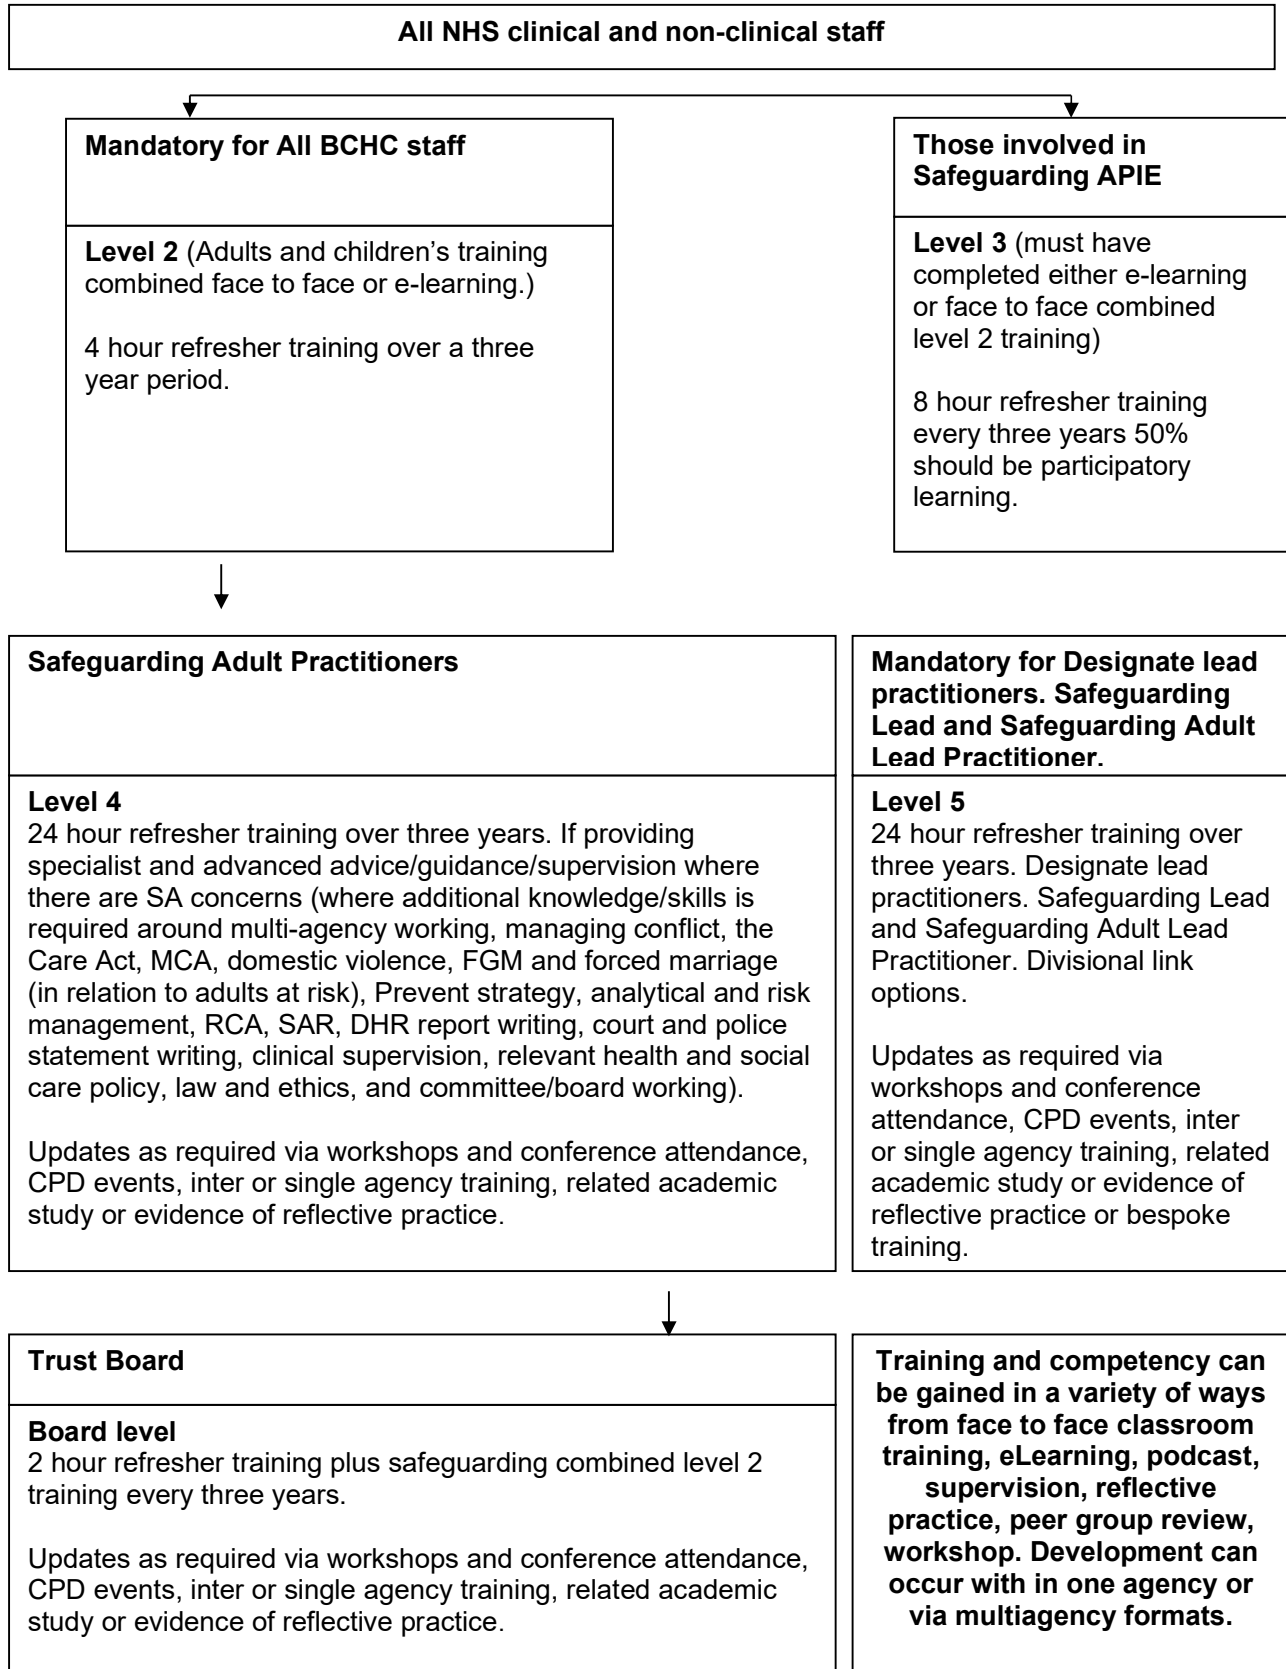 All NHS clinical and non-clinical staff
Mandatory for All BCHC staff
Level 2 (Adults and children’s training
combined face to face or e-learning.)
4 hour refresher training over a three
year period.
Those involved in
Safeguarding APIE
Level 3 (must have
completed either e-learning
or face to face combined
level 2 training)
8 hour refresher training
every three years 50%
should be participatory
learning.
Safeguarding Adult Practitioners
Level 4
24 hour refresher training over three years. If providing
specialist and advanced advice/guidance/supervision where
there are SA concerns (where additional knowledge/skills is
required around multi-agency working, managing conflict, the
Care Act, MCA, domestic violence, FGM and forced marriage
(in relation to adults at risk), Prevent strategy, analytical and risk
management, RCA, SAR, DHR report writing, court and police
statement writing, clinical supervision, relevant health and social
care policy, law and ethics, and committee/board working).
Updates as required via workshops and conference attendance,
CPD events, inter or single agency training, related academic
study or evidence of reflective practice.
Mandatory for Designate lead
practitioners. Safeguarding
Lead and Safeguarding Adult
Lead Practitioner.
Level 5
24 hour refresher training over
three years. Designate lead
practitioners. Safeguarding Lead
and Safeguarding Adult Lead
Practitioner. Divisional link
options.
Updates as required via
workshops and conference
attendance, CPD events, inter
or single agency training, related
academic study or evidence of
reflective practice or bespoke
training.
Trust Board
Board level
2 hour refresher training plus safeguarding combined level 2
training every three years.
Updates as required via workshops and conference attendance,
CPD events, inter or single agency training, related academic
study or evidence of reflective practice.
Training and competency can
be gained in a variety of ways
from face to face classroom
training, eLearning, podcast,
supervision, reflective
practice, peer group review,
workshop. Development can
occur with in one agency or
via multiagency formats.